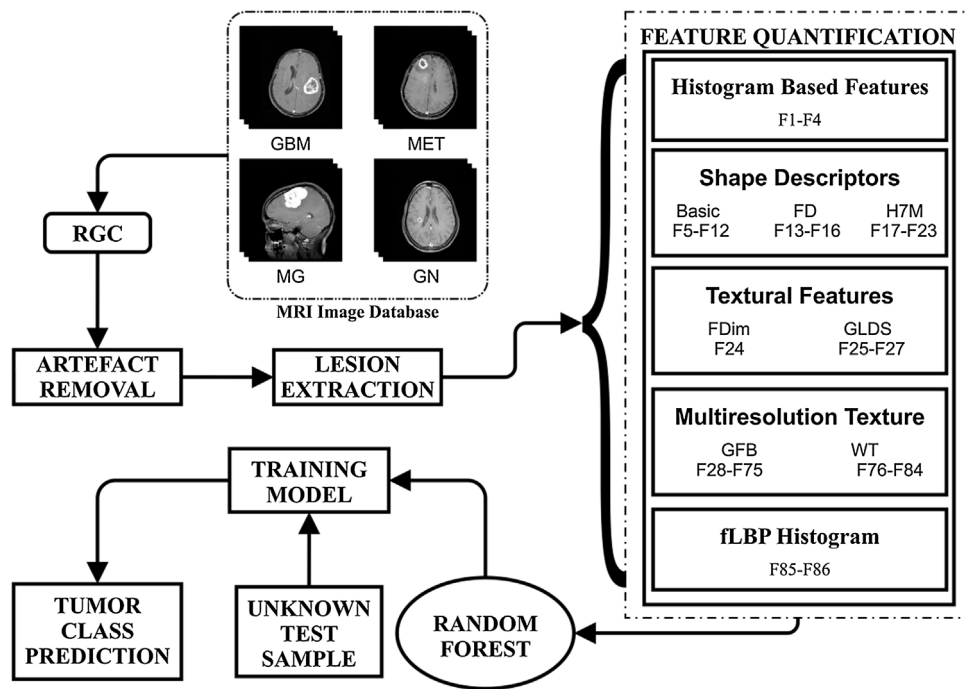 GBM
MET
MG
GN
MRI Image Database
RGC
ARTEFACT
REMOVAL
LESION
EXTRACTION
FEATURE QUANTIFICATION
Histogram Based Features
F1-F4
Shape Descriptors
Basic FD H7M
F5-F12 F13-F16 F17-F23
Textural Features
FDim GLDS
F24 F25-F27
Multiresolution Texture
GFB WT
F28-F75 F76-F84
fLBP Histogram
F85-F86
RANDOM
FOREST
TRAINING
MODEL
UNKNOWN
TEST
SAMPLE
TUMOR
CLASS
PREDICTION